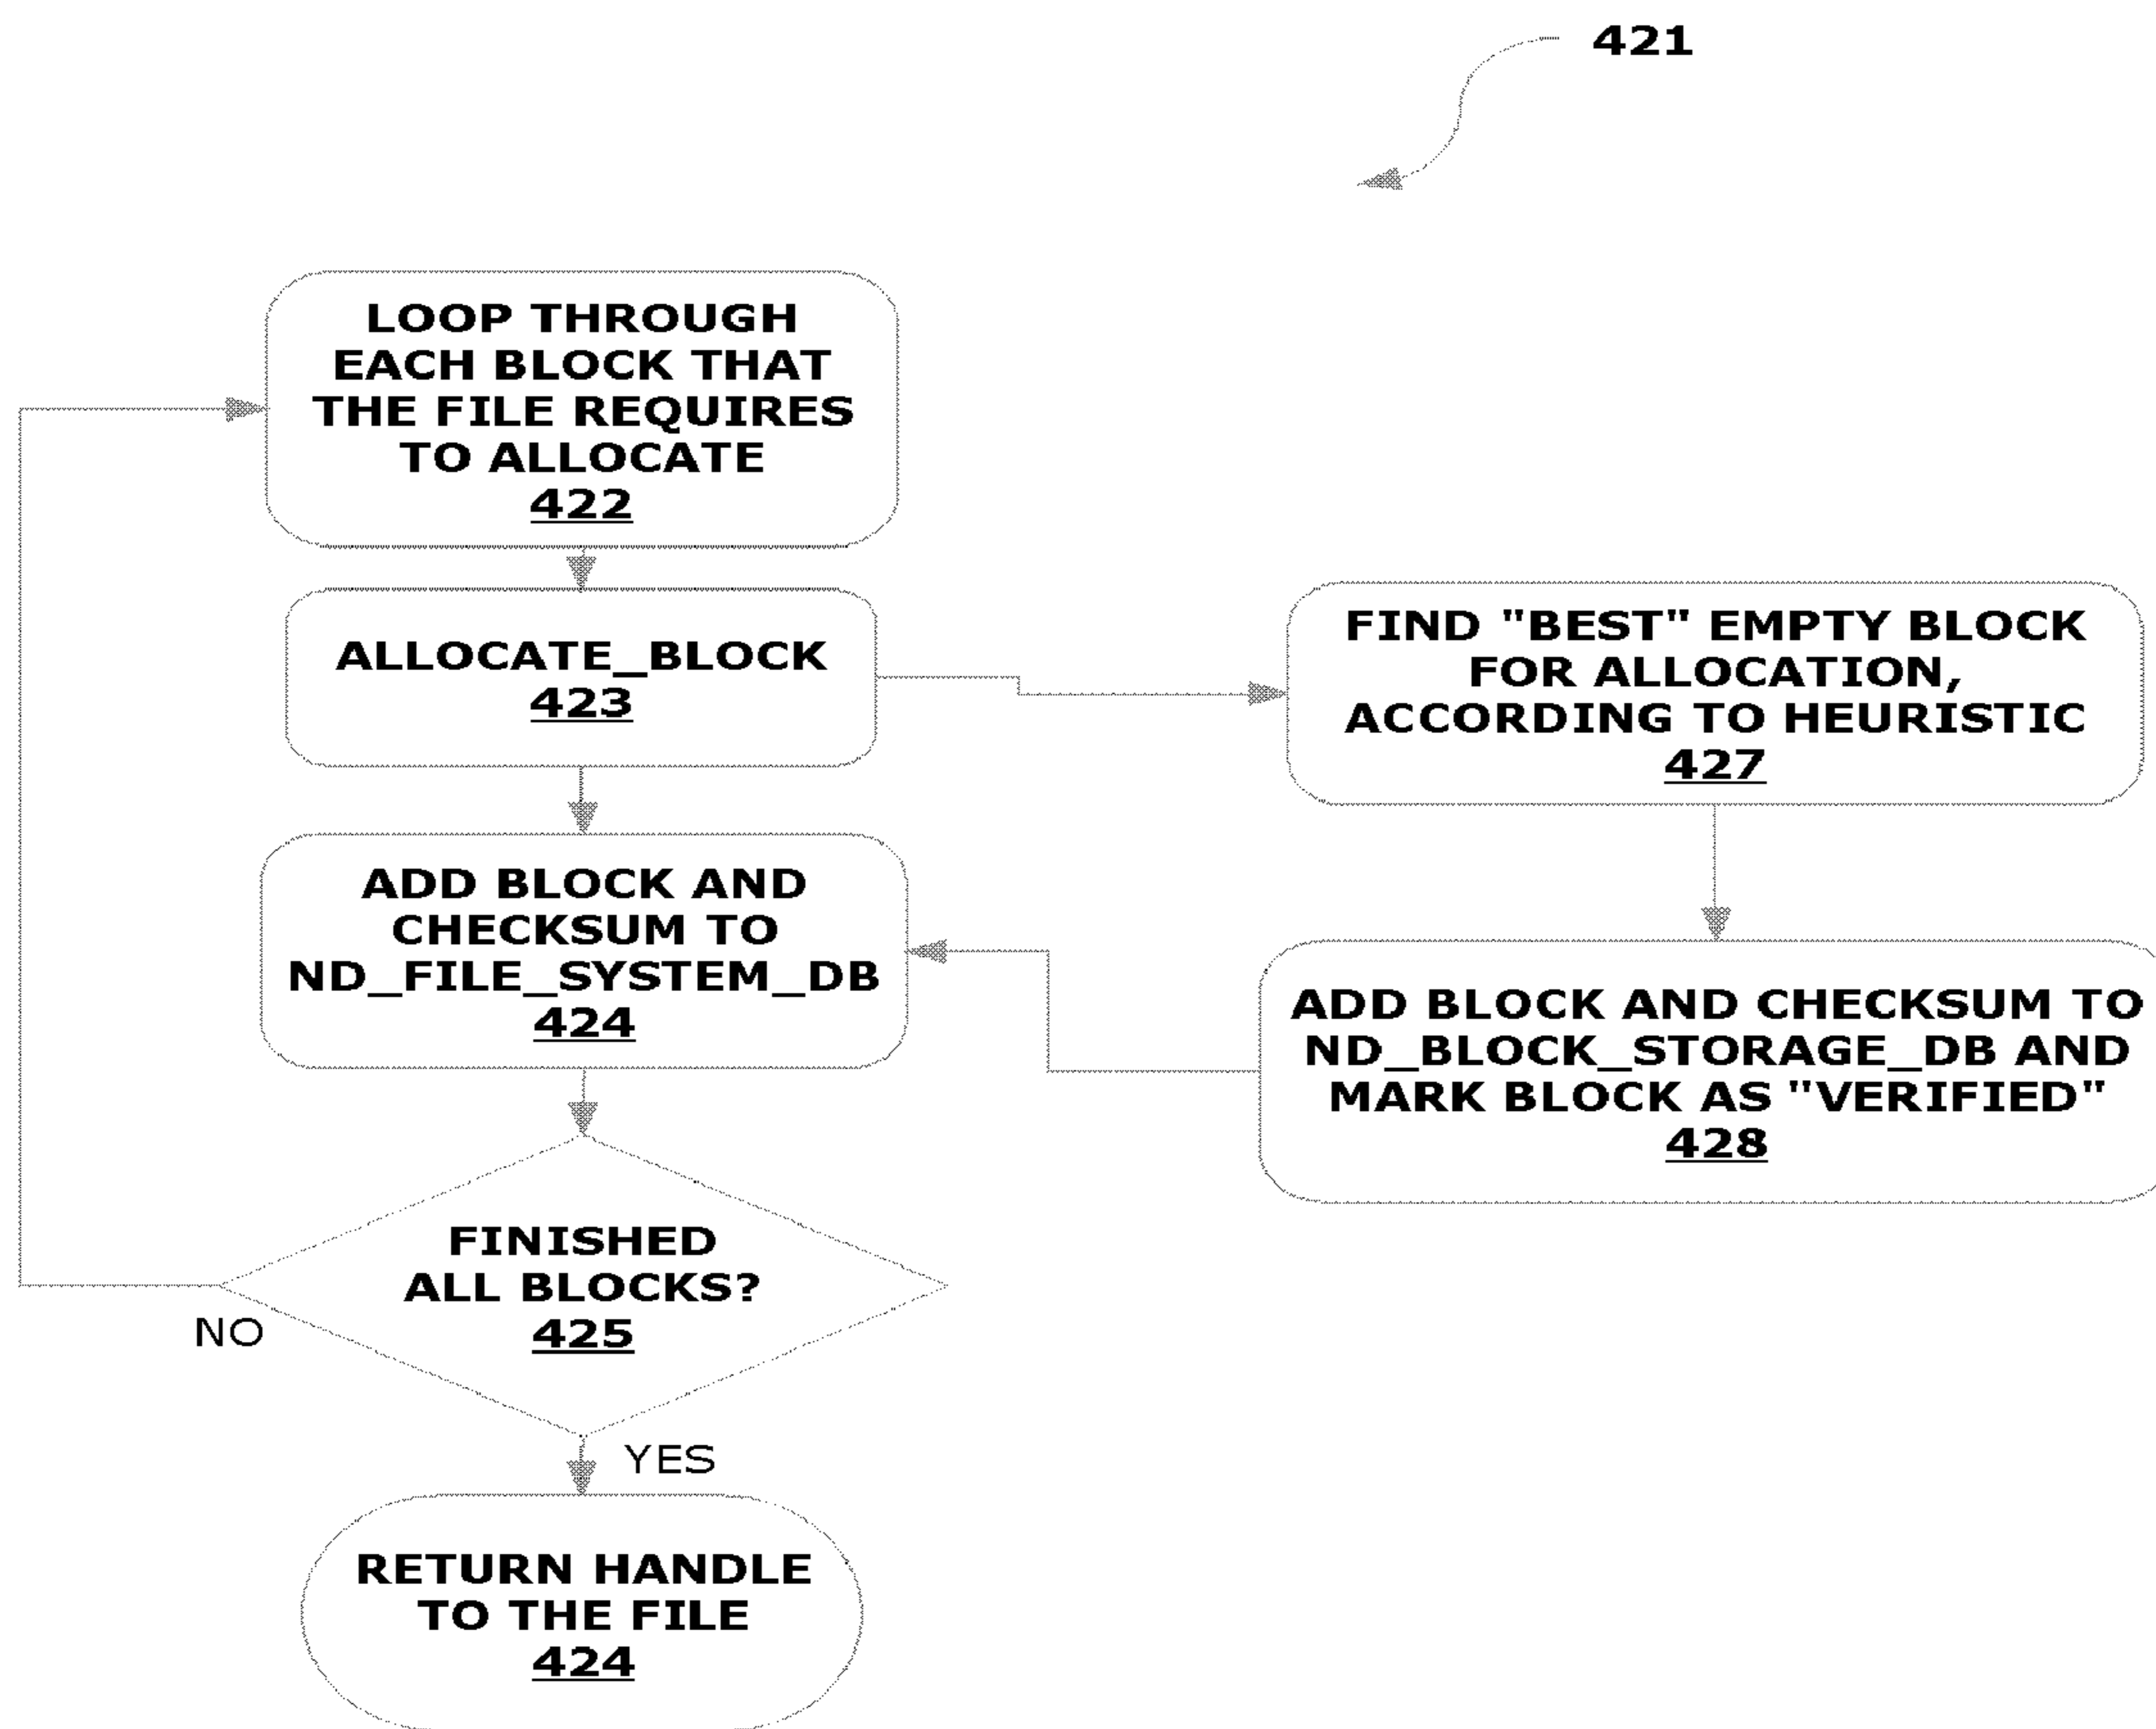 421
LOOP THROUGH
EACH BLOCK THAT
THE FILE REQUIRES
TO ALLOCATE
422
ALLOCATE_BLOCK
423
FIND "BEST" EMPTY BLOCK
FOR ALLOCATION,
ACCORDING TO HEURISTIC
427
ADD BLOCK AND
CHECKSUM TO
ND_FILE_SYSTEM_DB
424
ADD BLOCK AND CHECKSUM TO
ND_BLOCK_STORAGE_DB AND
MARK BLOCK AS "VERIFIED"
428
FINISHED
ALL BLOCKS?
425
NO
YES
RETURN HANDLE
TO THE FILE
424